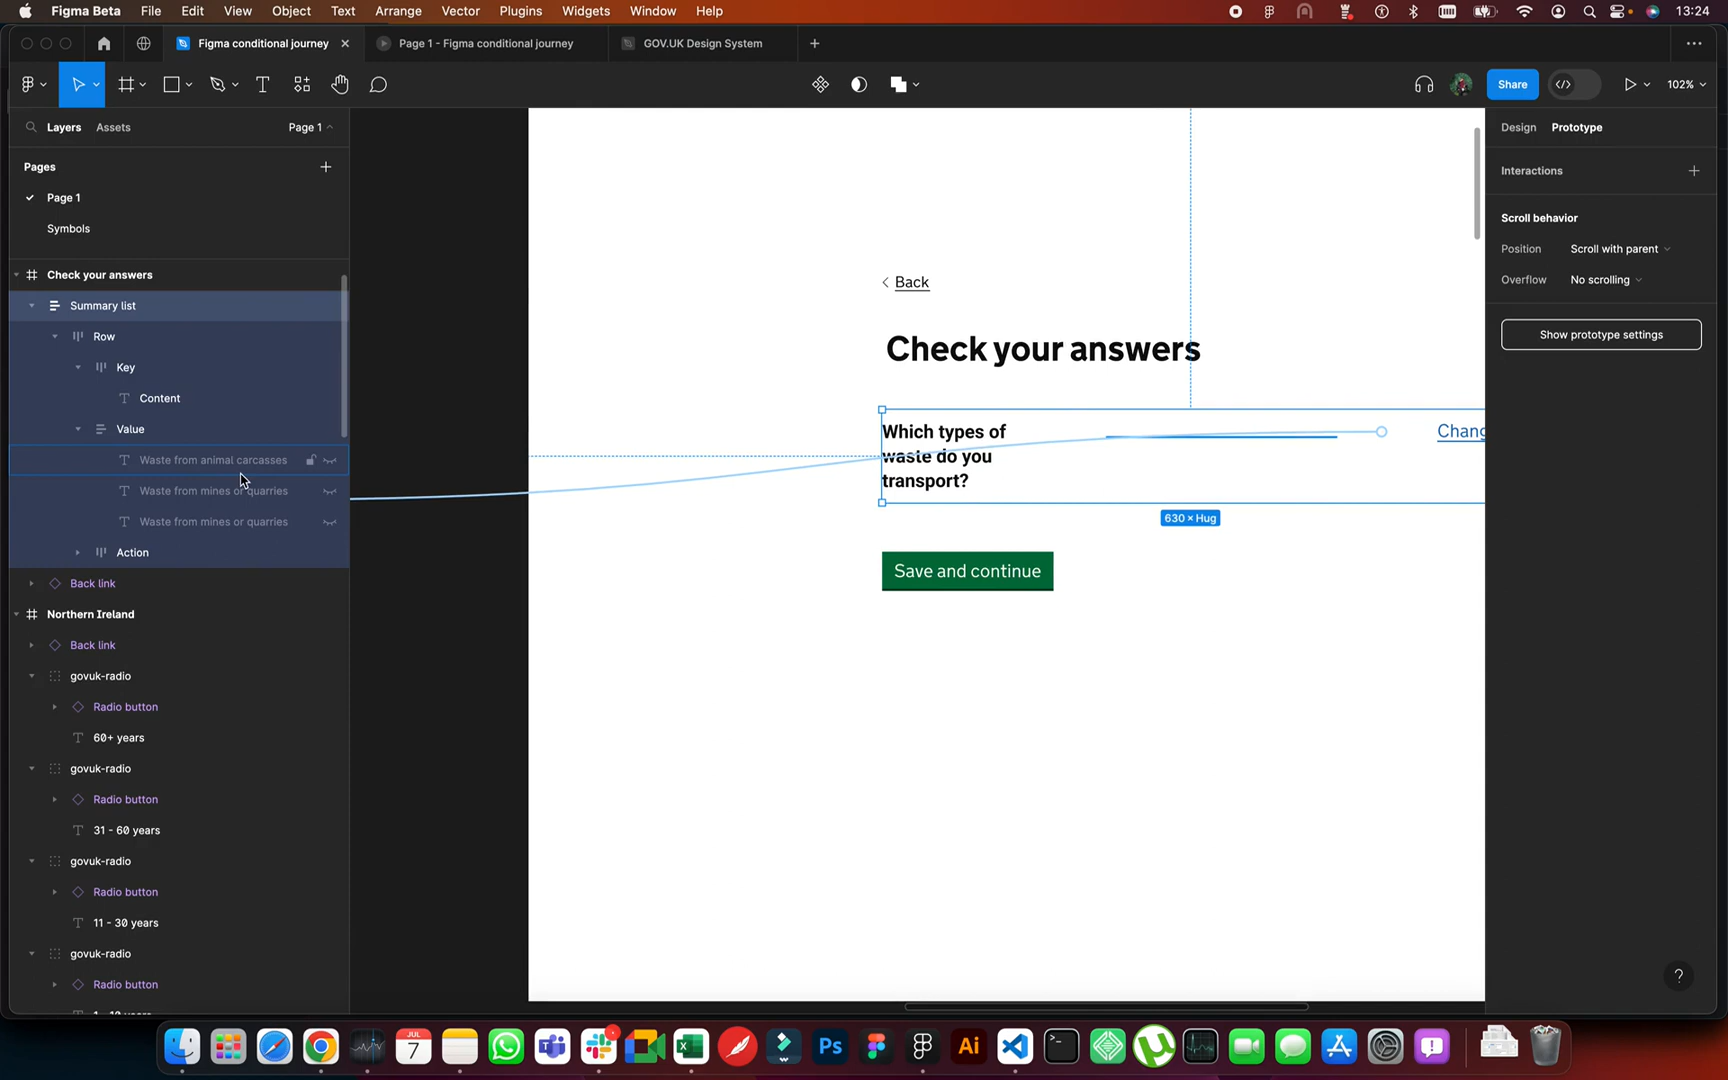 Figma Beta File Edit View Object Text Arrange Vector Plugins Widgets Window Help 13:24
Figma conditional journey Page 1 - Figma conditional journey GOV.UK Design System
Share 102%
Layers Assets Page 1
Pages
Page 1
Symbols
Check your answers
Summary list
Row
Key
Content
Value
Waste from animal carcasses
Waste from mines or quarries
Waste from mines or quarries
Action
Back link
Northern Ireland
Back link
govuk-radio
Radio button
60+ years
govuk-radio
Radio button
31 - 60 years
govuk-radio
Radio button
11 - 30 years
govuk-radio
Radio button
Back
Check your answers
Which types of
waste do you
transport?
Chang
630 × Hug
Save and continue
Design Prototype
Interactions
Scroll behavior
Position Scroll with parent
Overflow No scrolling
Show prototype settings
?
JUL
7
Ps
Ai